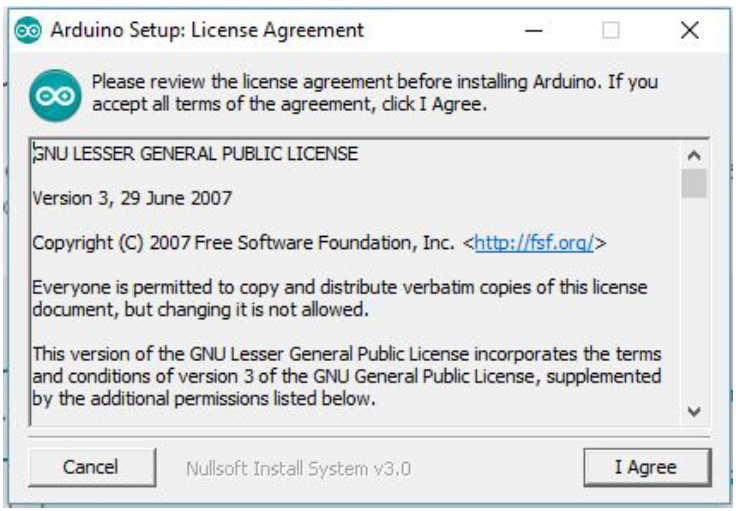 Arduino Setup: License Agreement
Please review the license agreement before installing Arduino. If you
accept all terms of the agreement, click I Agree.
GNU LESSER GENERAL PUBLIC LICENSE
Version 3, 29 June 2007
Copyright (C) 2007 Free Software Foundation, Inc. <http://fsf.org/>
Everyone is permitted to copy and distribute verbatim copies of this license
document, but changing it is not allowed.
This version of the GNU Lesser General Public License incorporates the terms
and conditions of version 3 of the GNU General Public License, supplemented
by the additional permissions listed below.
Cancel
Nullsoft Install System v3.0
I Agree